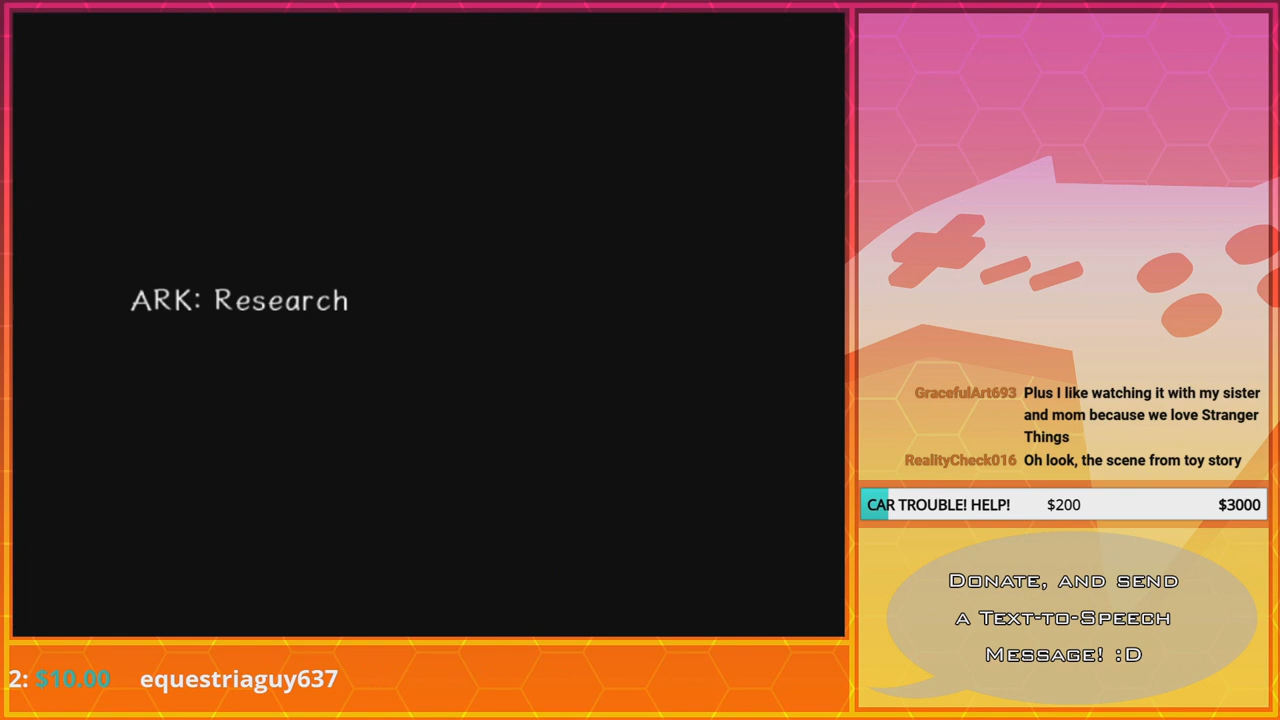 ARK: Research
GracefulArt693 Plus I like watching it with my sister
and mom because we love Stranger
Things
RealityCheck016 Oh look, the scene from toy story
CAR TROUBLE! HELP! $200 $3000
Donate, and send
a Text-to-Speech
Message! :D
2: $10.00 equestriaguy637